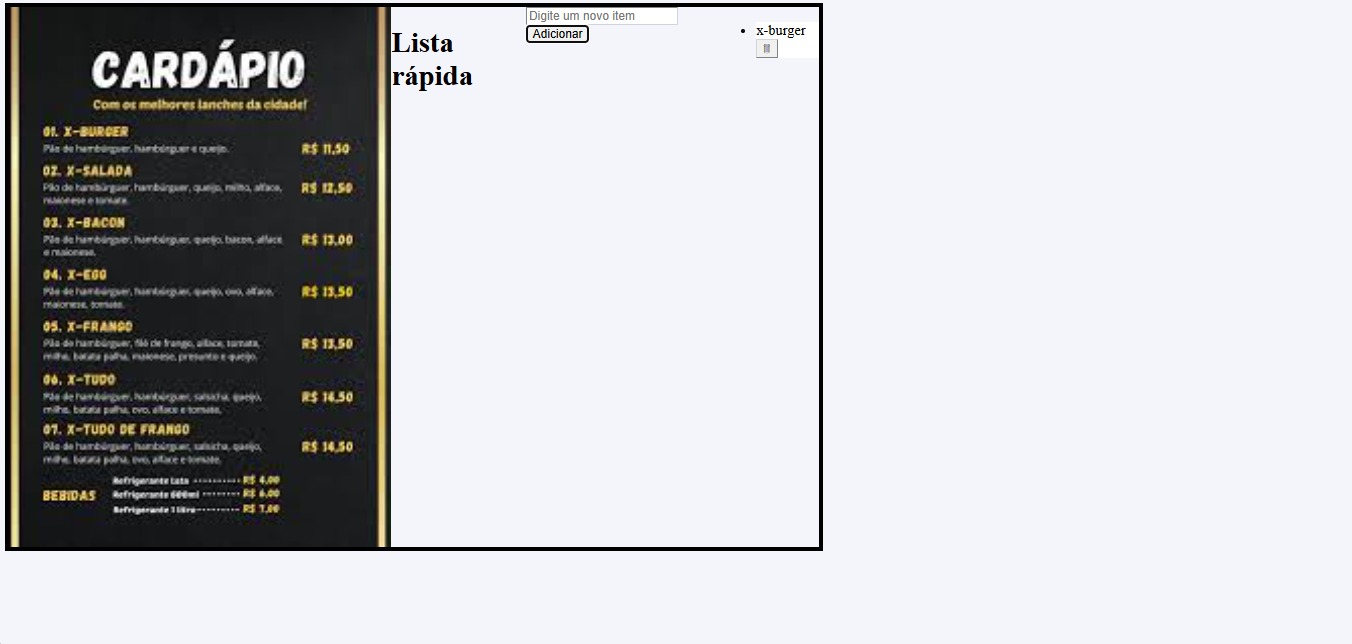 CARDÁPIO
Com os melhores lanches da cidade!
01. X-BURGER
Pão de hambúrguer, hambúrguer e queijo.
R$ 11,50
02. X-SALADA
Pão de hambúrguer, hambúrguer, queijo, milho, alface,
maionese e tomate.
R$ 12,50
03. X-BACON
Pão de hambúrguer, hambúrguer, queijo, bacon, alface
e maionese.
R$ 13,00
04. X-EGG
Pão de hambúrguer, hambúrguer, queijo, ovo, alface,
maionese, tomate.
R$ 13,50
05. X-FRANGO
Pão de hambúrguer, filé de frango, alface, tomate,
milho, batata palha, maionese, presunto e queijo.
R$ 13,50
06. X-TUDO
Pão de hambúrguer, hambúrguer, salsicha, queijo,
milho, batata palha, ovo, alface e tomate.
R$ 14,50
07. X-TUDO DE FRANGO
Pão de hambúrguer, hambúrguer, salsicha, queijo,
milho, batata palha, ovo, alface e tomate.
R$ 14,50
BEBIDAS
Refrigerante Lata ---------- R$ 4,00
Refrigerante 600ml -------- R$ 6,00
Refrigerante 1 litro ---------- R$ 7,00
Lista
rápida
Digite um novo item
Adicionar
x-burger